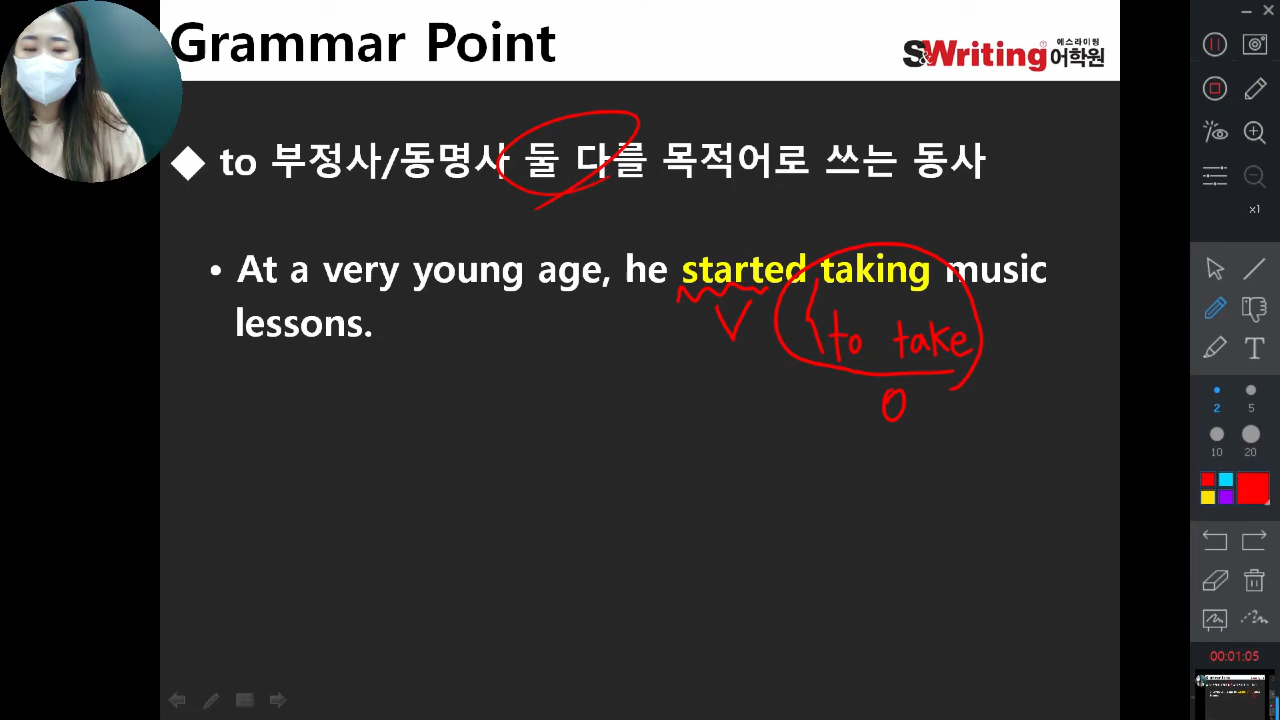 Grammar Point
S&Writing 에스라이팅 어학원
◆ to 부정사/동명사 둘 다를 목적어로 쓰는 동사
• At a very young age, he started taking music
lessons.
V
to take
O
x1
2
5
10
20
00:01:05